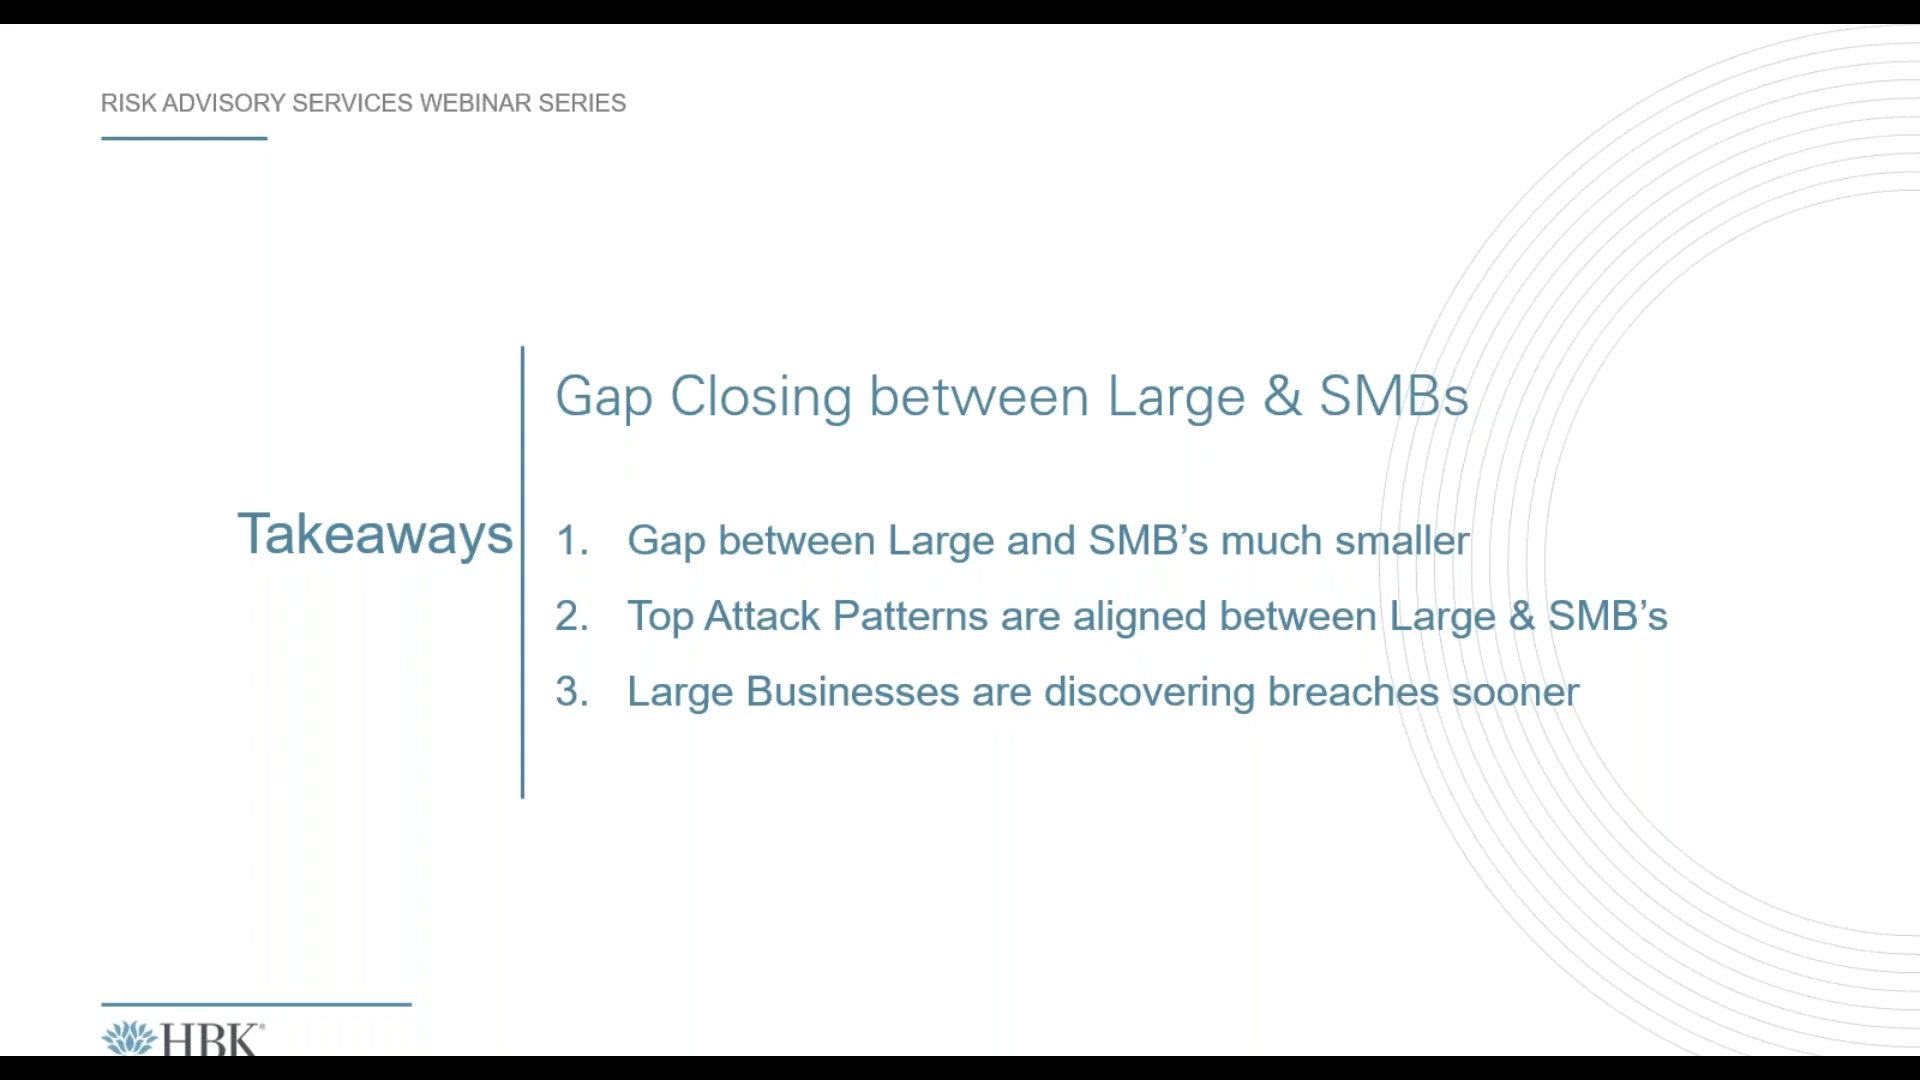 RISK ADVISORY SERVICES WEBINAR SERIES
Gap Closing between Large & SMBs
Takeaways
1. Gap between Large and SMB’s much smaller
2. Top Attack Patterns are aligned between Large & SMB’s
3. Large Businesses are discovering breaches sooner
HBK®